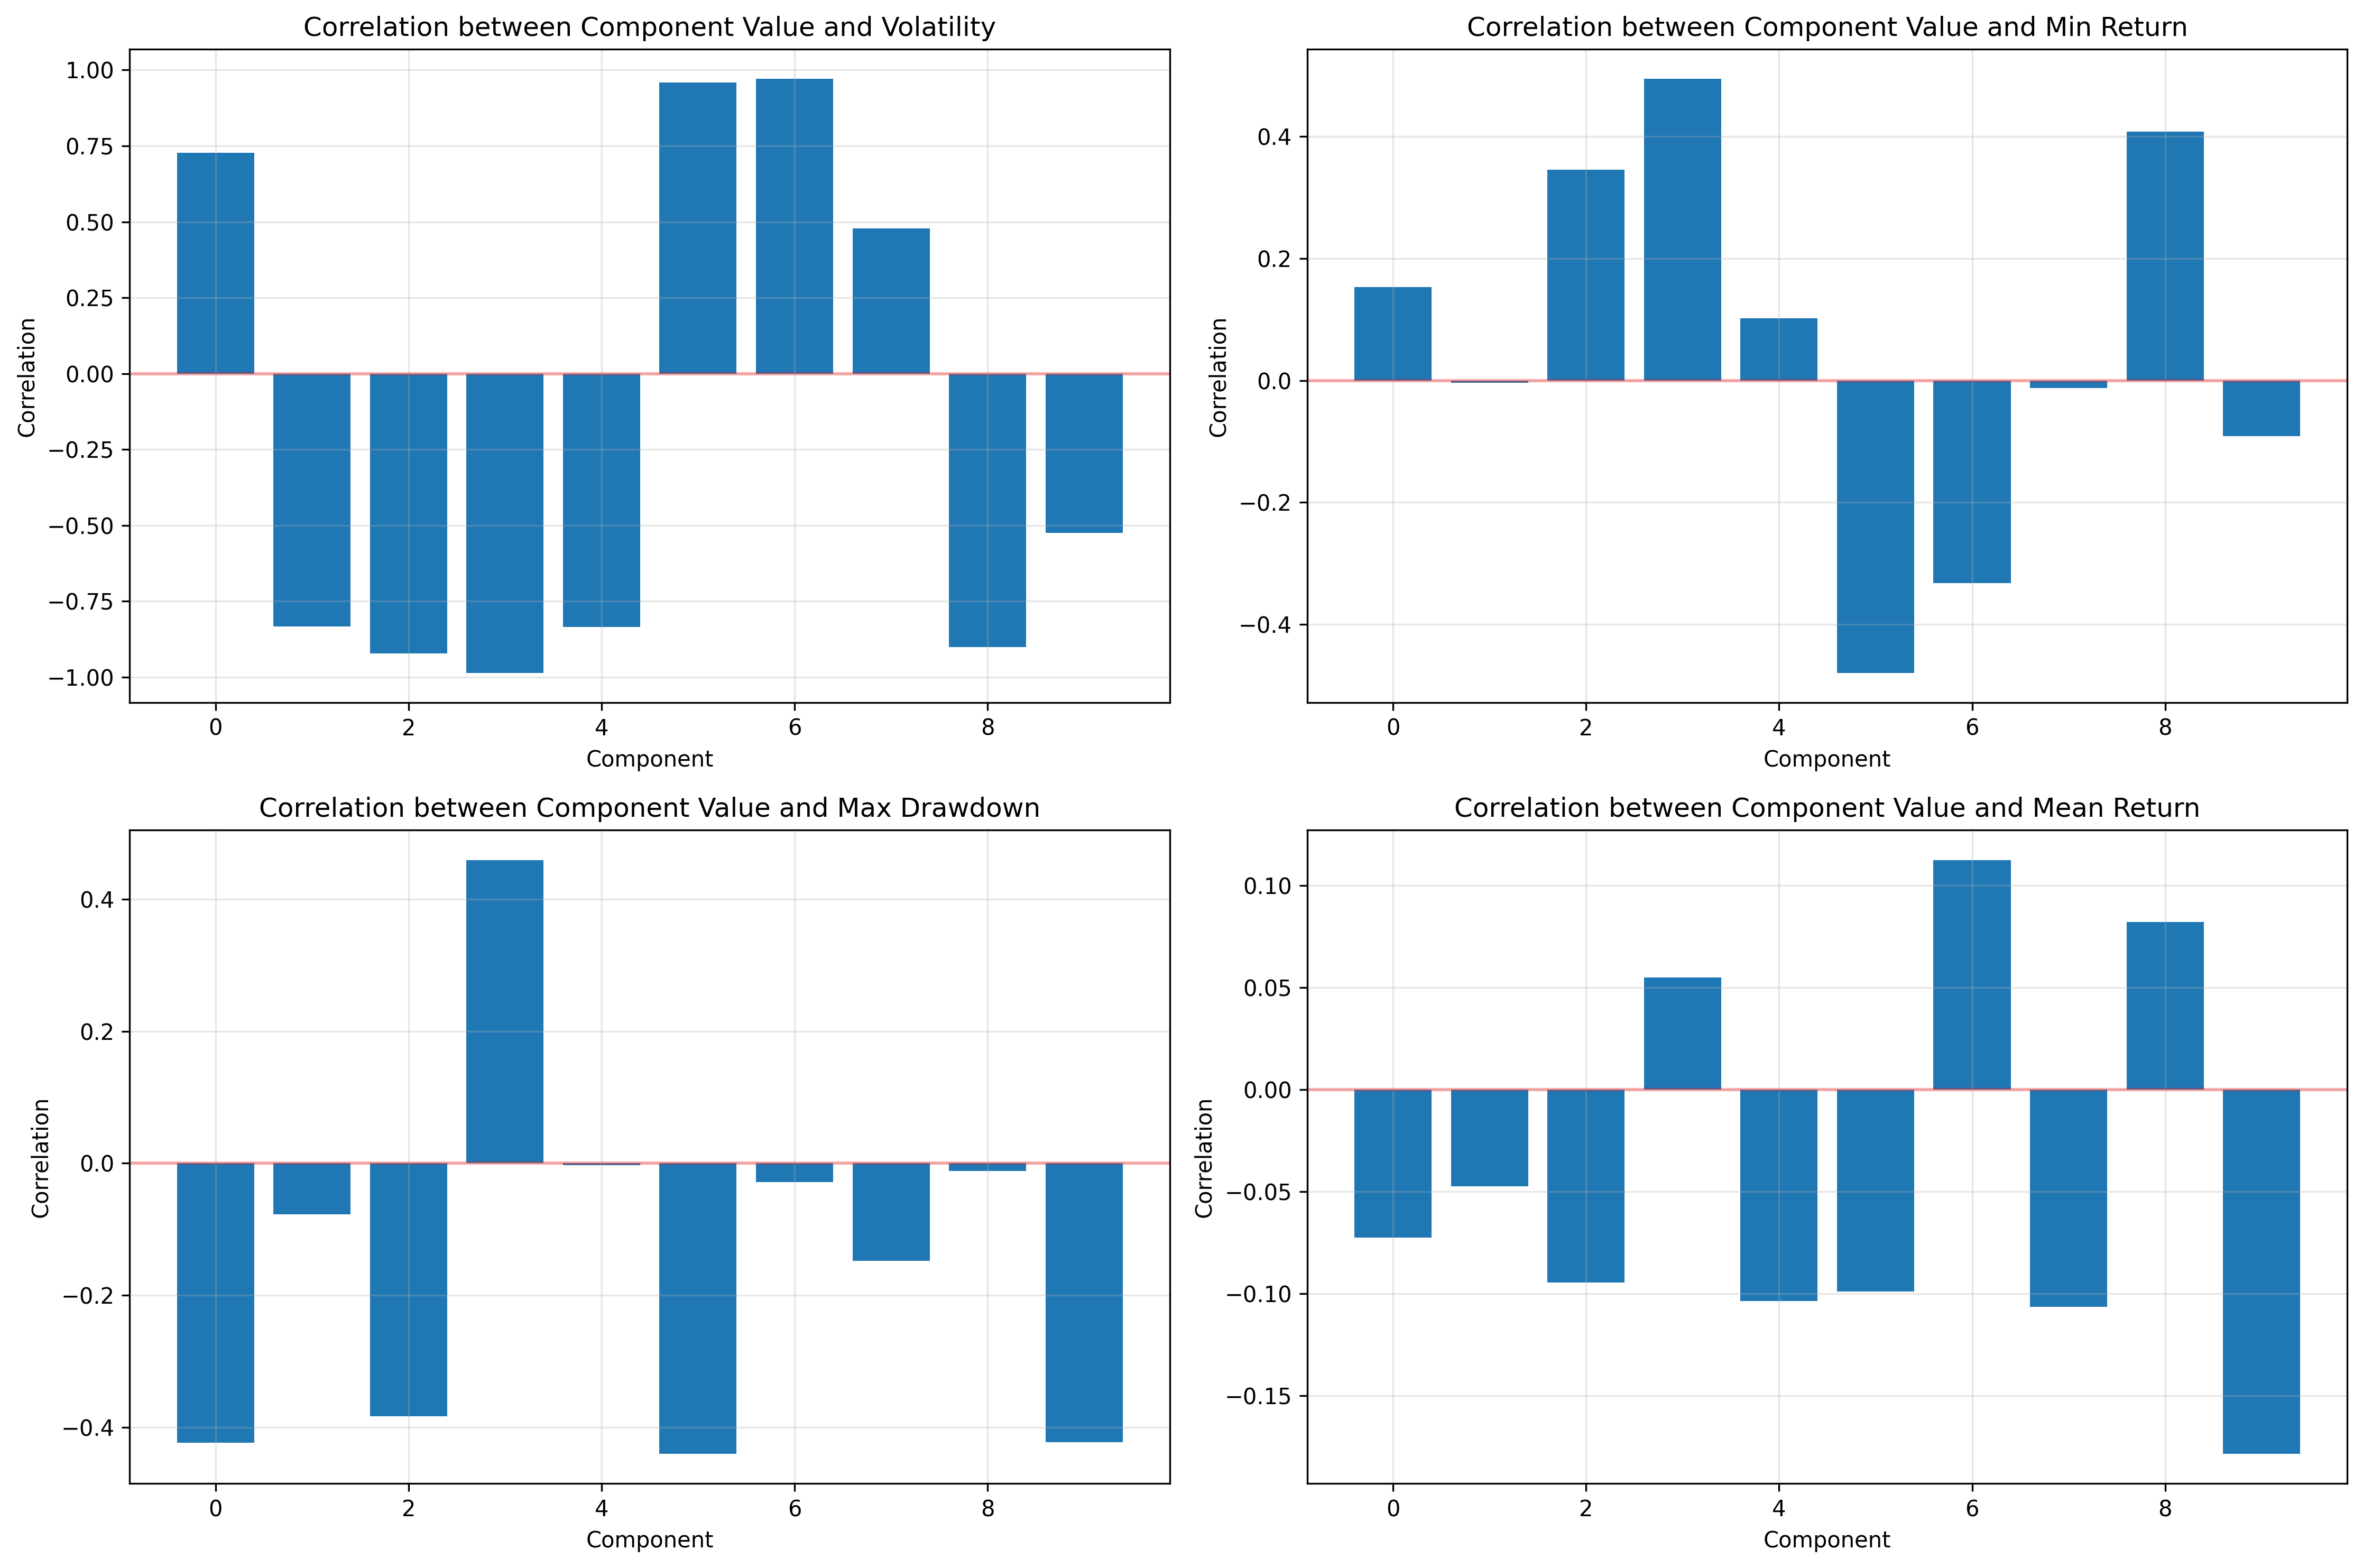 Correlation between Component Value and Volatility
1.00
0.75
0.50
0.25
0.00
−0.25
−0.50
−0.75
−1.00
Correlation
0 2 4 6 8
Component
Correlation between Component Value and Min Return
0.4
0.2
0.0
−0.2
−0.4
Correlation
0 2 4 6 8
Component
Correlation between Component Value and Max Drawdown
0.4
0.2
0.0
−0.2
−0.4
Correlation
0 2 4 6 8
Component
Correlation between Component Value and Mean Return
0.10
0.05
0.00
−0.05
−0.10
−0.15
Correlation
0 2 4 6 8
Component